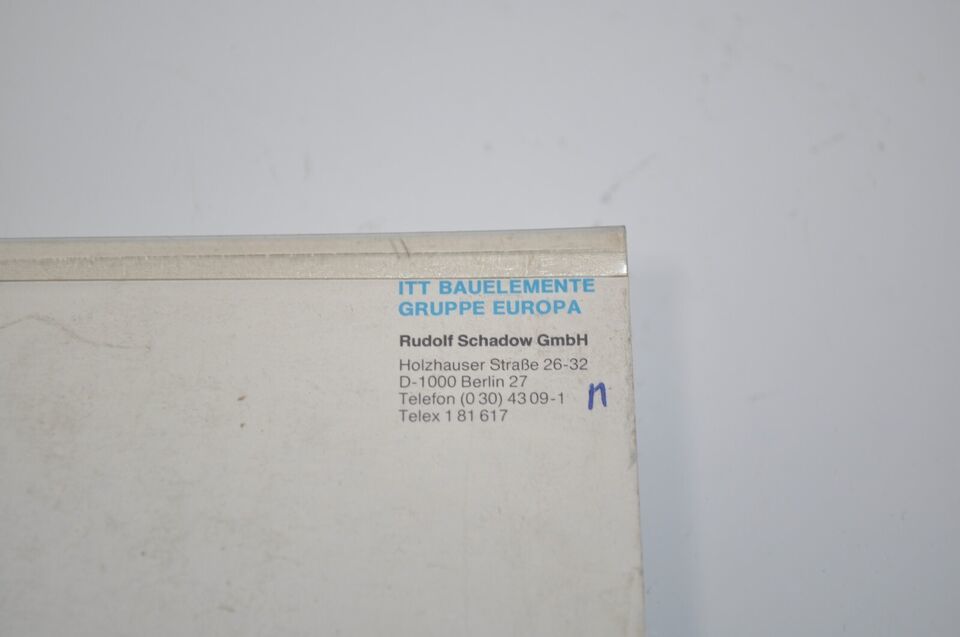 ITT BAUELEMENTE
GRUPPE EUROPA
Rudolf Schadow GmbH
Holzhauser Straße 26-32
D-1000 Berlin 27
Telefon (0 30) 43 09-1
Telex 1 81 617
n